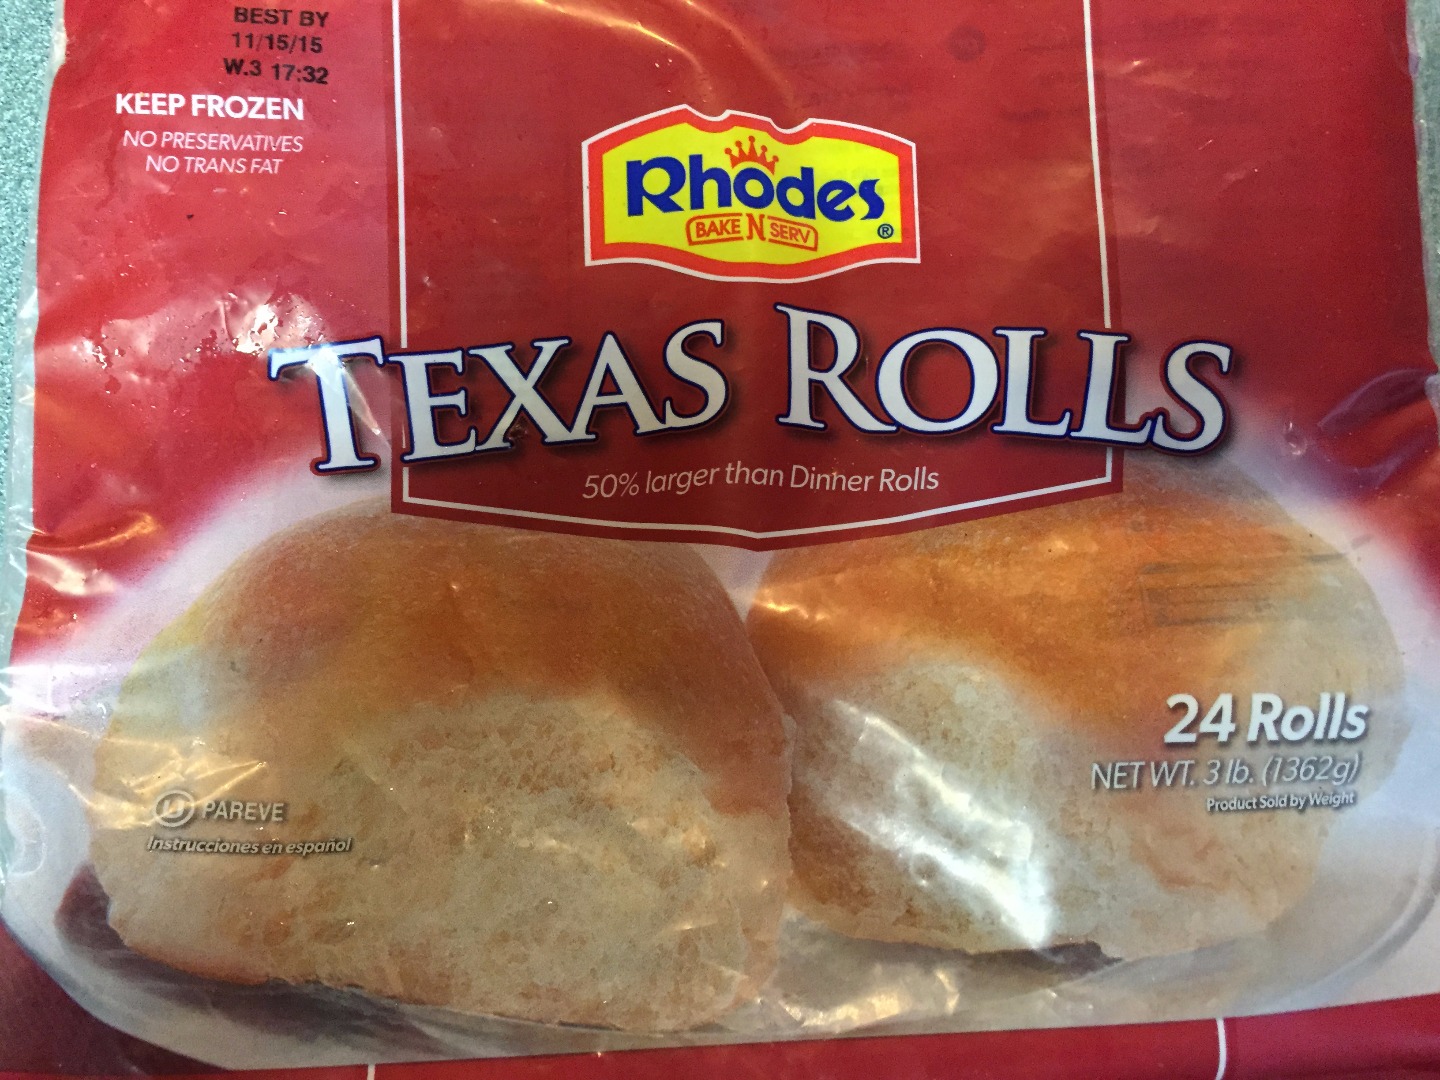 BEST BY
11/15/15
W.3 17:32
KEEP FROZEN
NO PRESERVATIVES
NO TRANS FAT
Rhodes
BAKE N SERV
®
TEXAS ROLLS
50% larger than Dinner Rolls
24 Rolls
NET WT. 3 lb. (1362g)
Product Sold by Weight
U PAREVE
Instrucciones en español